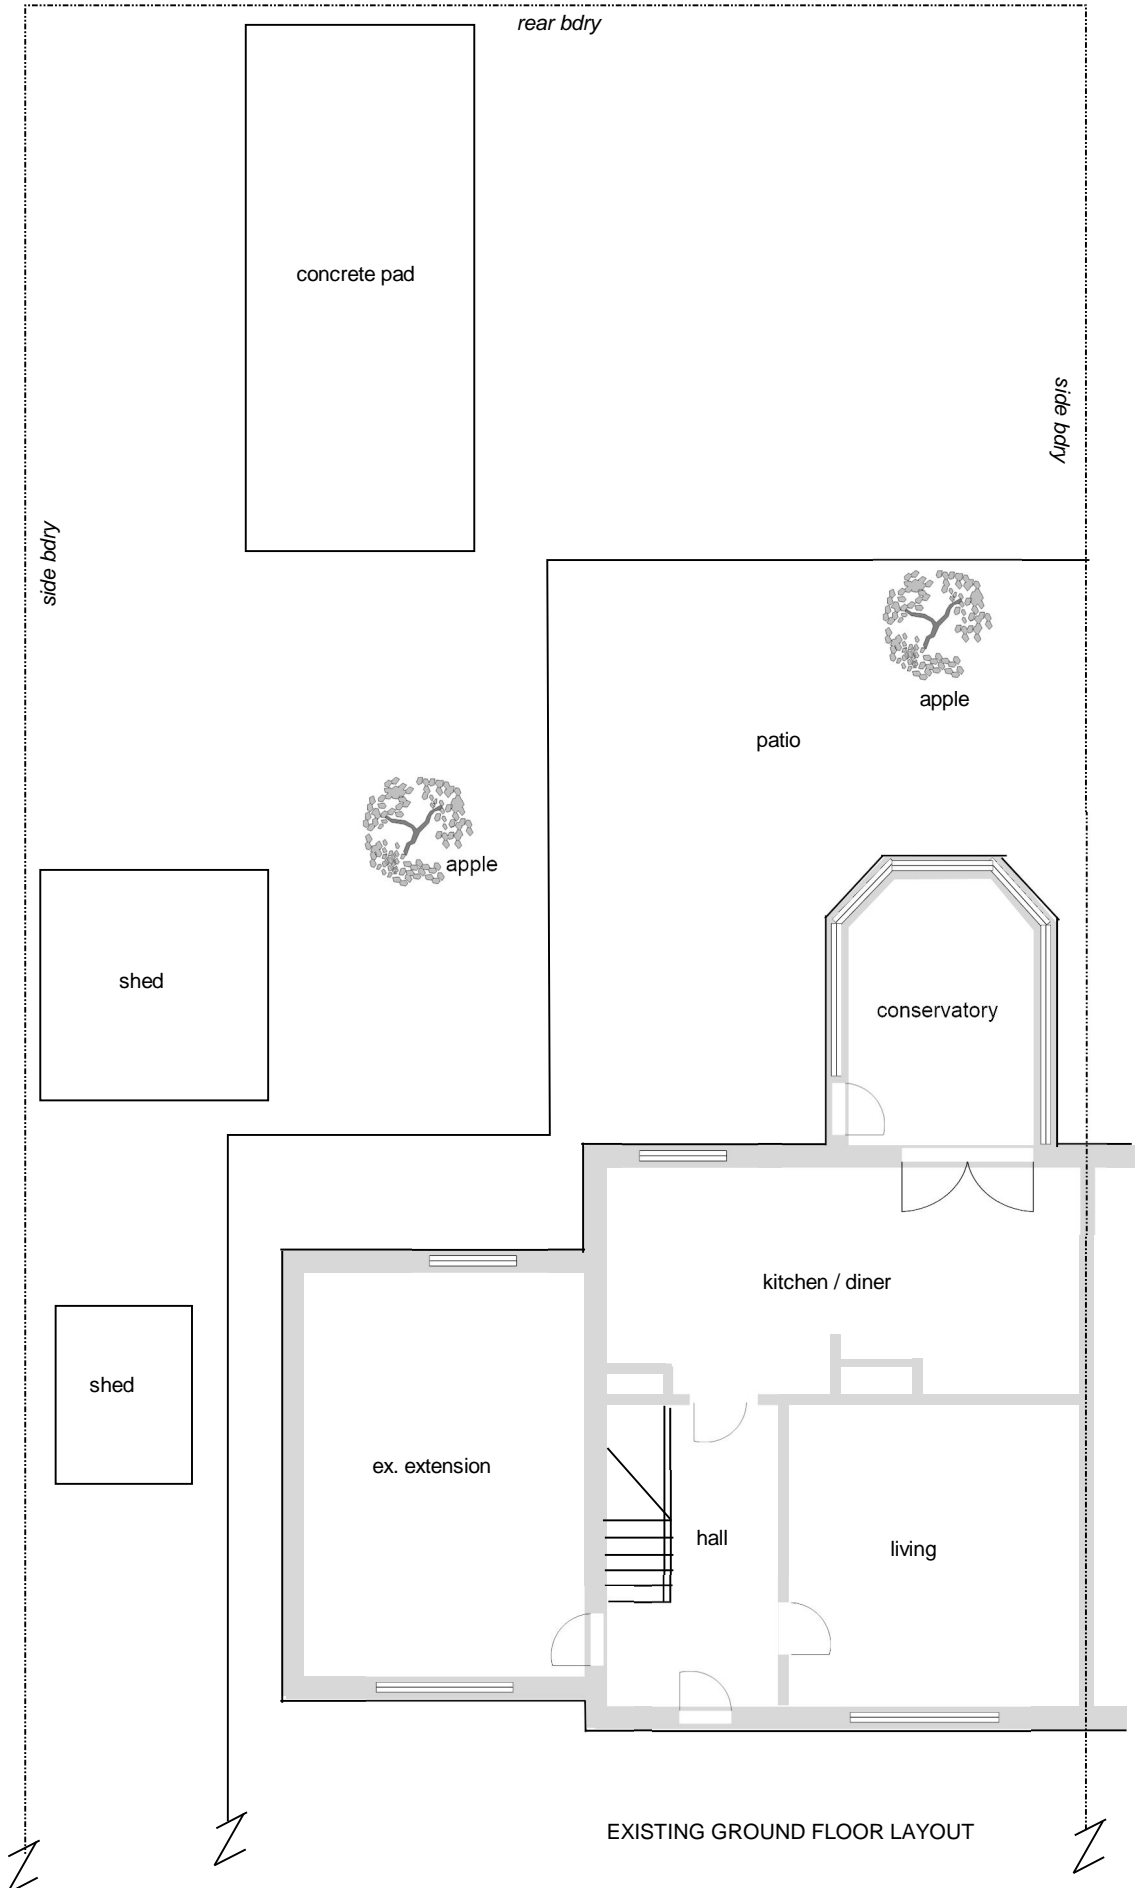 rear bdry
concrete pad
side bdry
side bdry
apple
patio
apple
shed
conservatory
kitchen / diner
shed
ex. extension
hall
living
EXISTING GROUND FLOOR LAYOUT